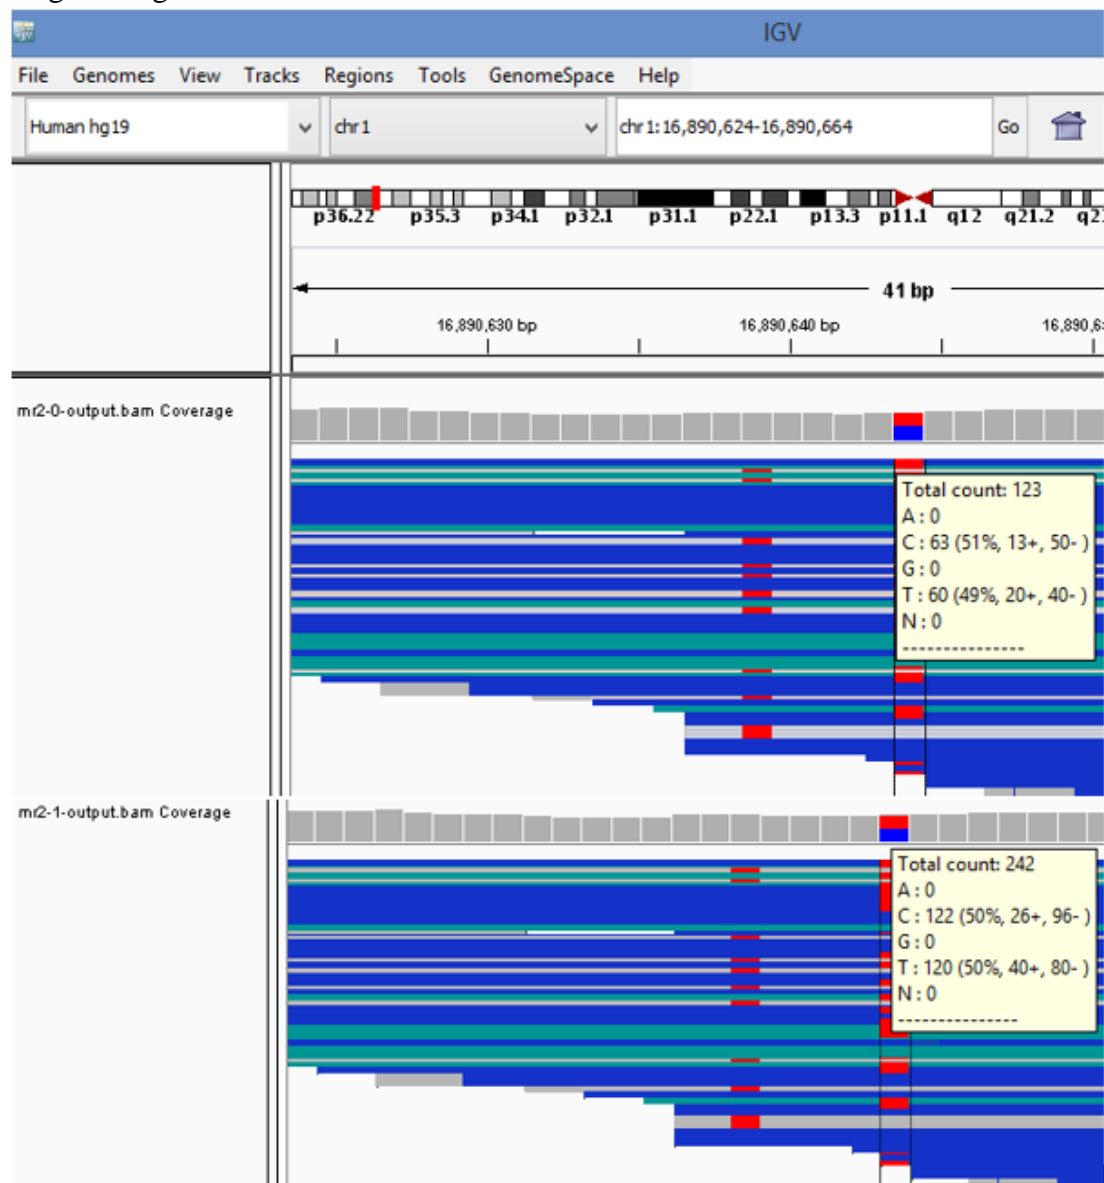 IGV
File Genomes View Tracks Regions Tools GenomeSpace Help
Human hg19 chr1 chr1:16,890,624-16,890,664 Go
p36.22 p35.3 p34.1 p32.1 p31.1 p22.1 p13.3 p11.1 q12 q21.2
41 bp
16,890,630 bp 16,890,640 bp
mr2-0-output.bam Coverage
Total count: 123
A : 0
C : 63 (51%, 13+, 50- )
G : 0
T : 60 (49%, 20+, 40- )
N : 0
---------------
mr2-1-output.bam Coverage
Total count: 242
A : 0
C : 122 (50%, 26+, 96- )
G : 0
T : 120 (50%, 40+, 80- )
N : 0
---------------